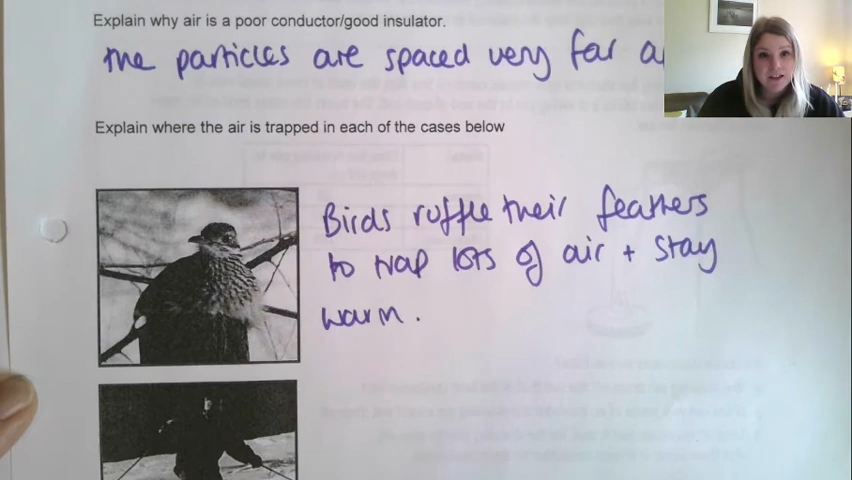 Explain why air is a poor conductor/good insulator.
the particles are spaced very far
Explain where the air is trapped in each of the cases below
Birds ruffle their feathers
to trap lots of air + stay
warm.